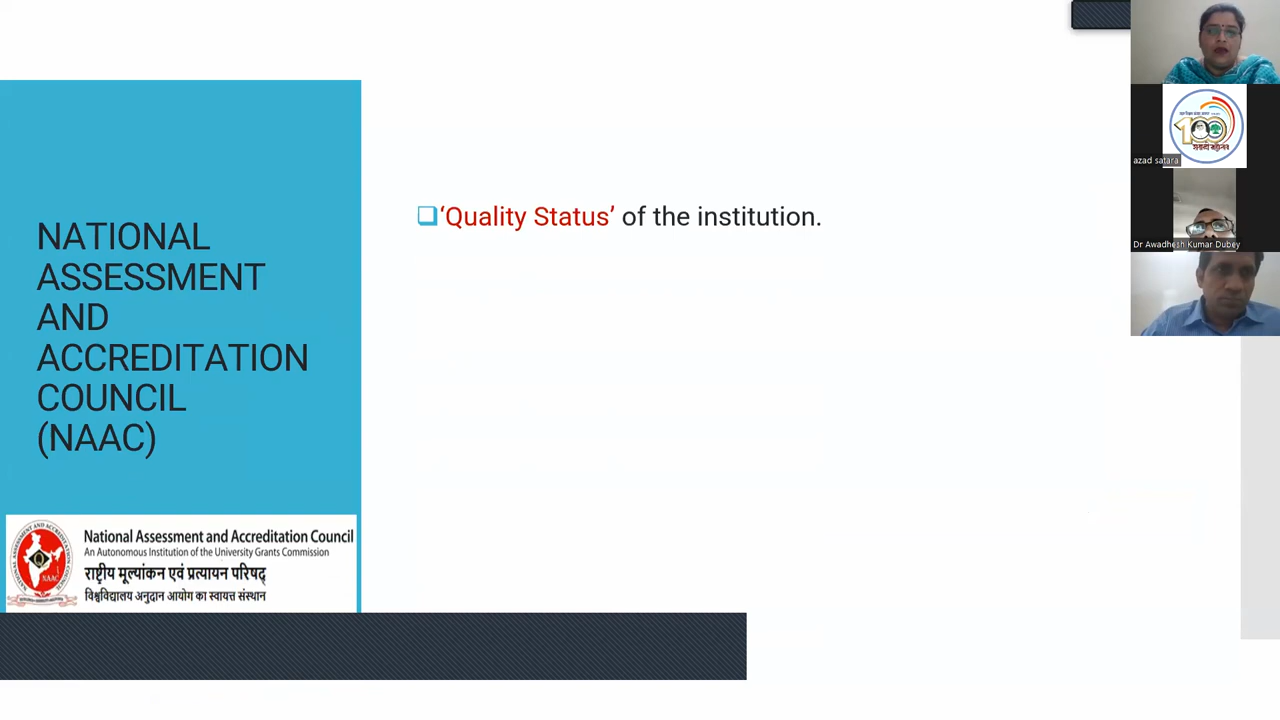 NATIONAL
ASSESSMENT
AND
ACCREDITATION
COUNCIL
(NAAC)
❑‘Quality Status’ of the institution.
National Assessment and Accreditation Council
An Autonomous Institution of the University Grants Commission
राष्ट्रीय मूल्यांकन एवं प्रत्यायन परिषद्
विश्वविद्यालय अनुदान आयोग का स्वायत्त संस्थान
NAAC
100
azad satara
Dr Awadhesh Kumar Dubey